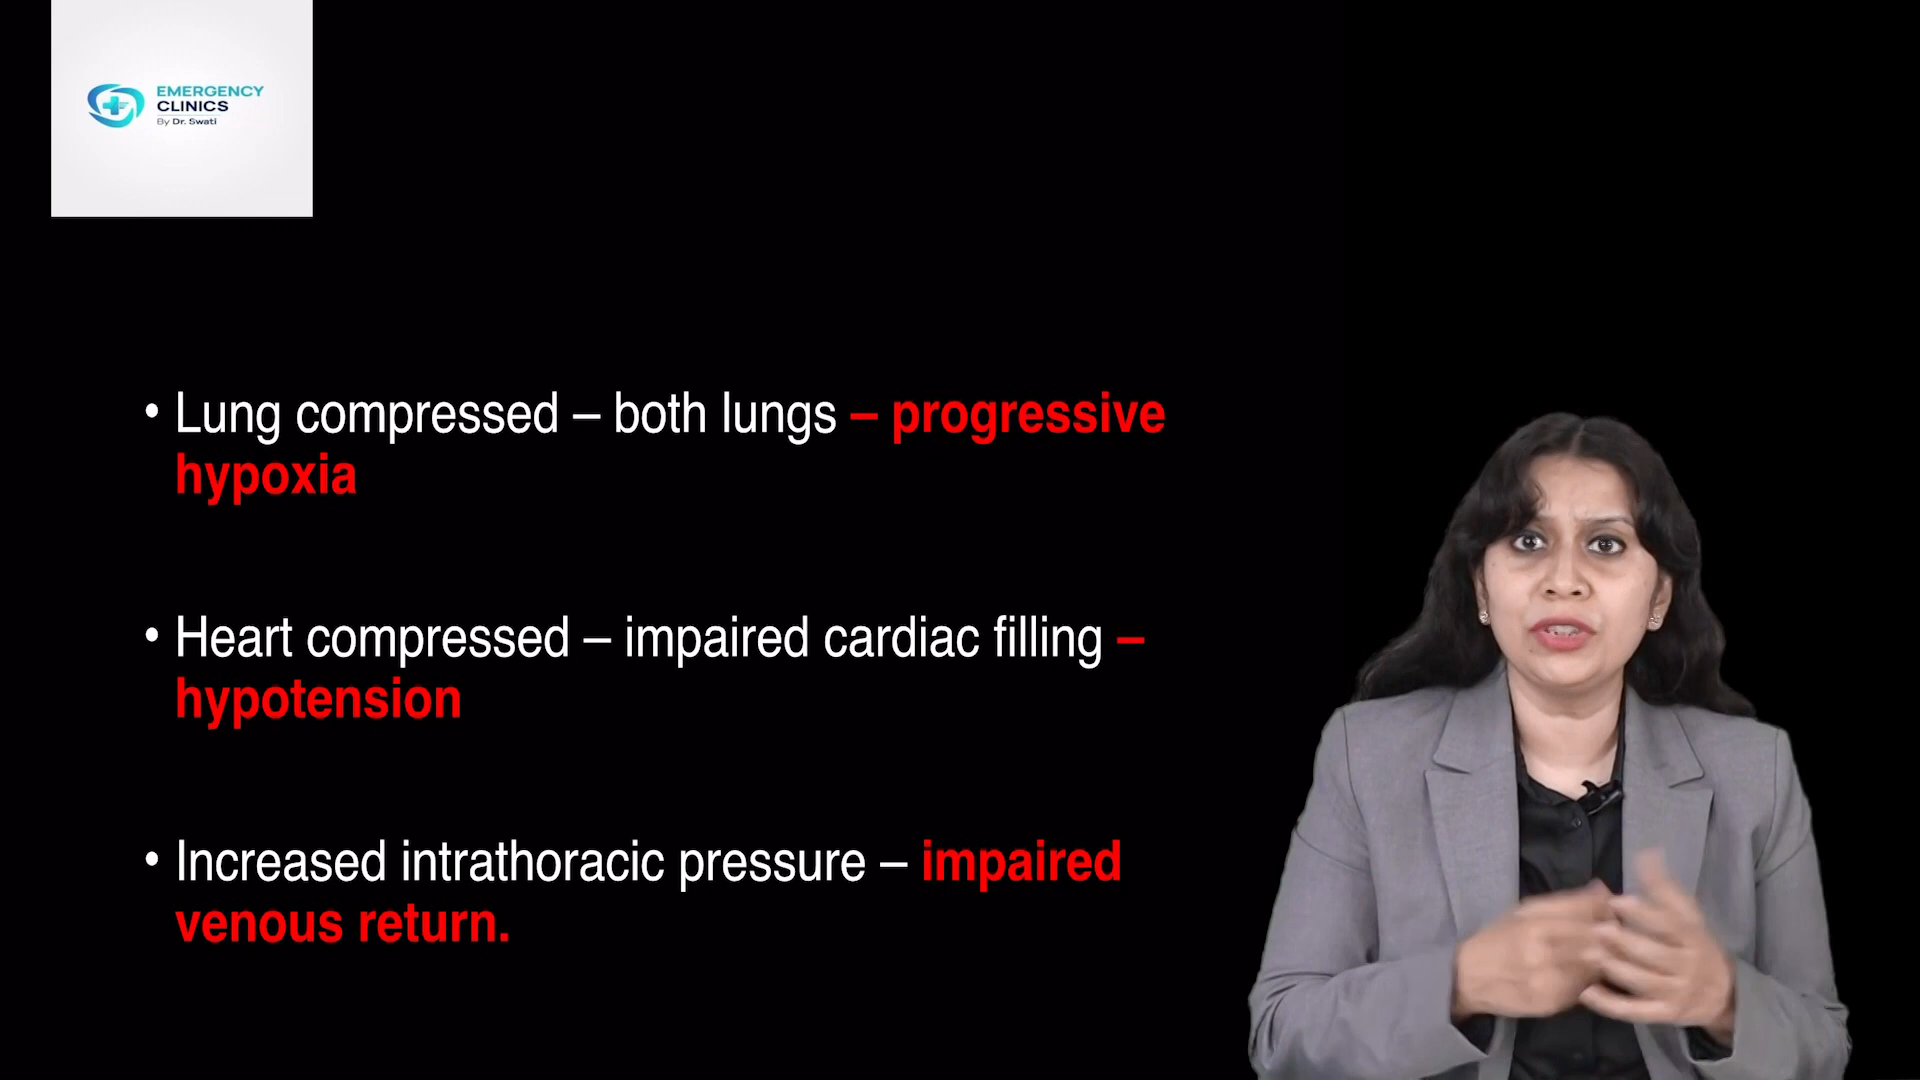 EMERGENCY
CLINICS
By Dr. Swati
• Lung compressed – both lungs – progressive
hypoxia
• Heart compressed – impaired cardiac filling –
hypotension
• Increased intrathoracic pressure – impaired
venous return.